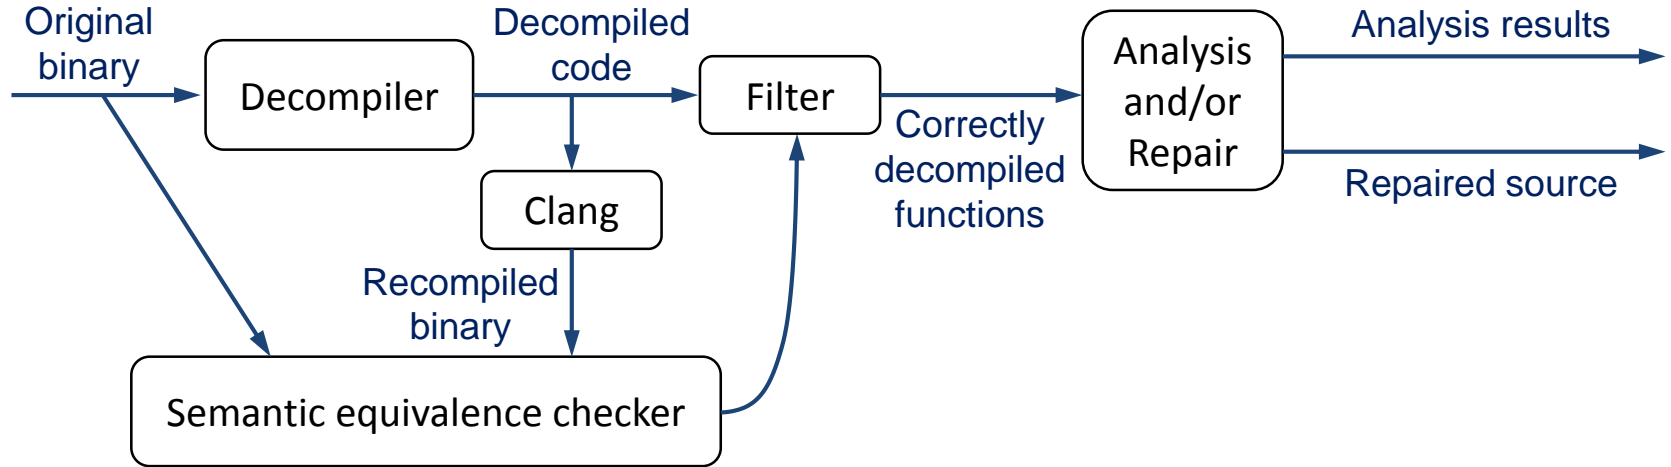 Original
binary
Decompiler
Decompiled
code
Filter
Clang
Recompiled
binary
Semantic equivalence checker
Correctly
decompiled
functions
Analysis
and/or
Repair
Analysis results
Repaired source